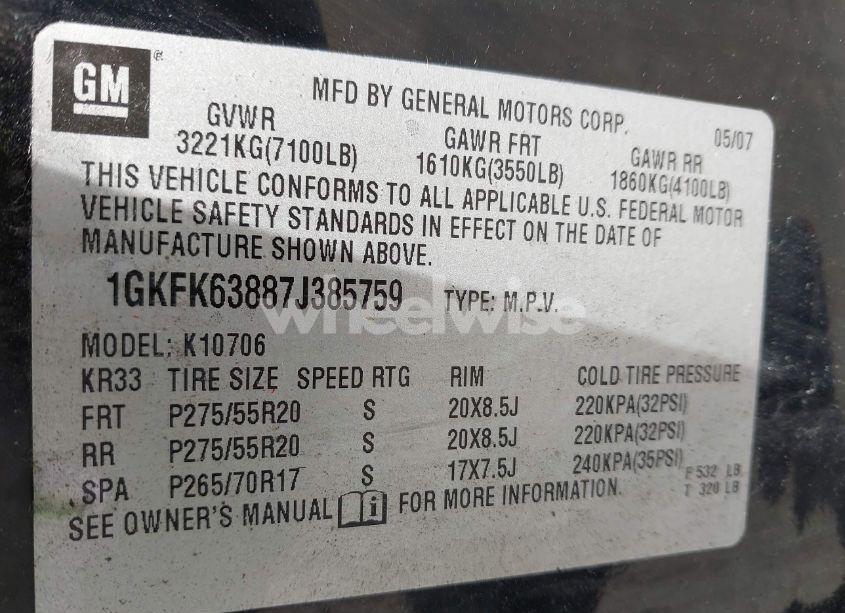 GM ®
MFD BY GENERAL MOTORS CORP. 05/07
GVWR GAWR FRT GAWR RR
3221KG(7100LB) 1610KG(3550LB) 1860KG(4100LB)
THIS VEHICLE CONFORMS TO ALL APPLICABLE U.S. FEDERAL MOTOR
VEHICLE SAFETY STANDARDS IN EFFECT ON THE DATE OF
MANUFACTURE SHOWN ABOVE.
1GKFK63887J385759 TYPE: M.P.V.
wheelwise
MODEL: K10706
KR33 TIRE SIZE SPEED RTG RIM COLD TIRE PRESSURE
FRT P275/55R20 S 20X8.5J 220KPA(32PSI)
RR P275/55R20 S 20X8.5J 220KPA(32PSI)
SPA P265/70R17 S 17X7.5J 240KPA(35PSI)
F 532 LB
T 320 LB
SEE OWNER'S MANUAL i FOR MORE INFORMATION.